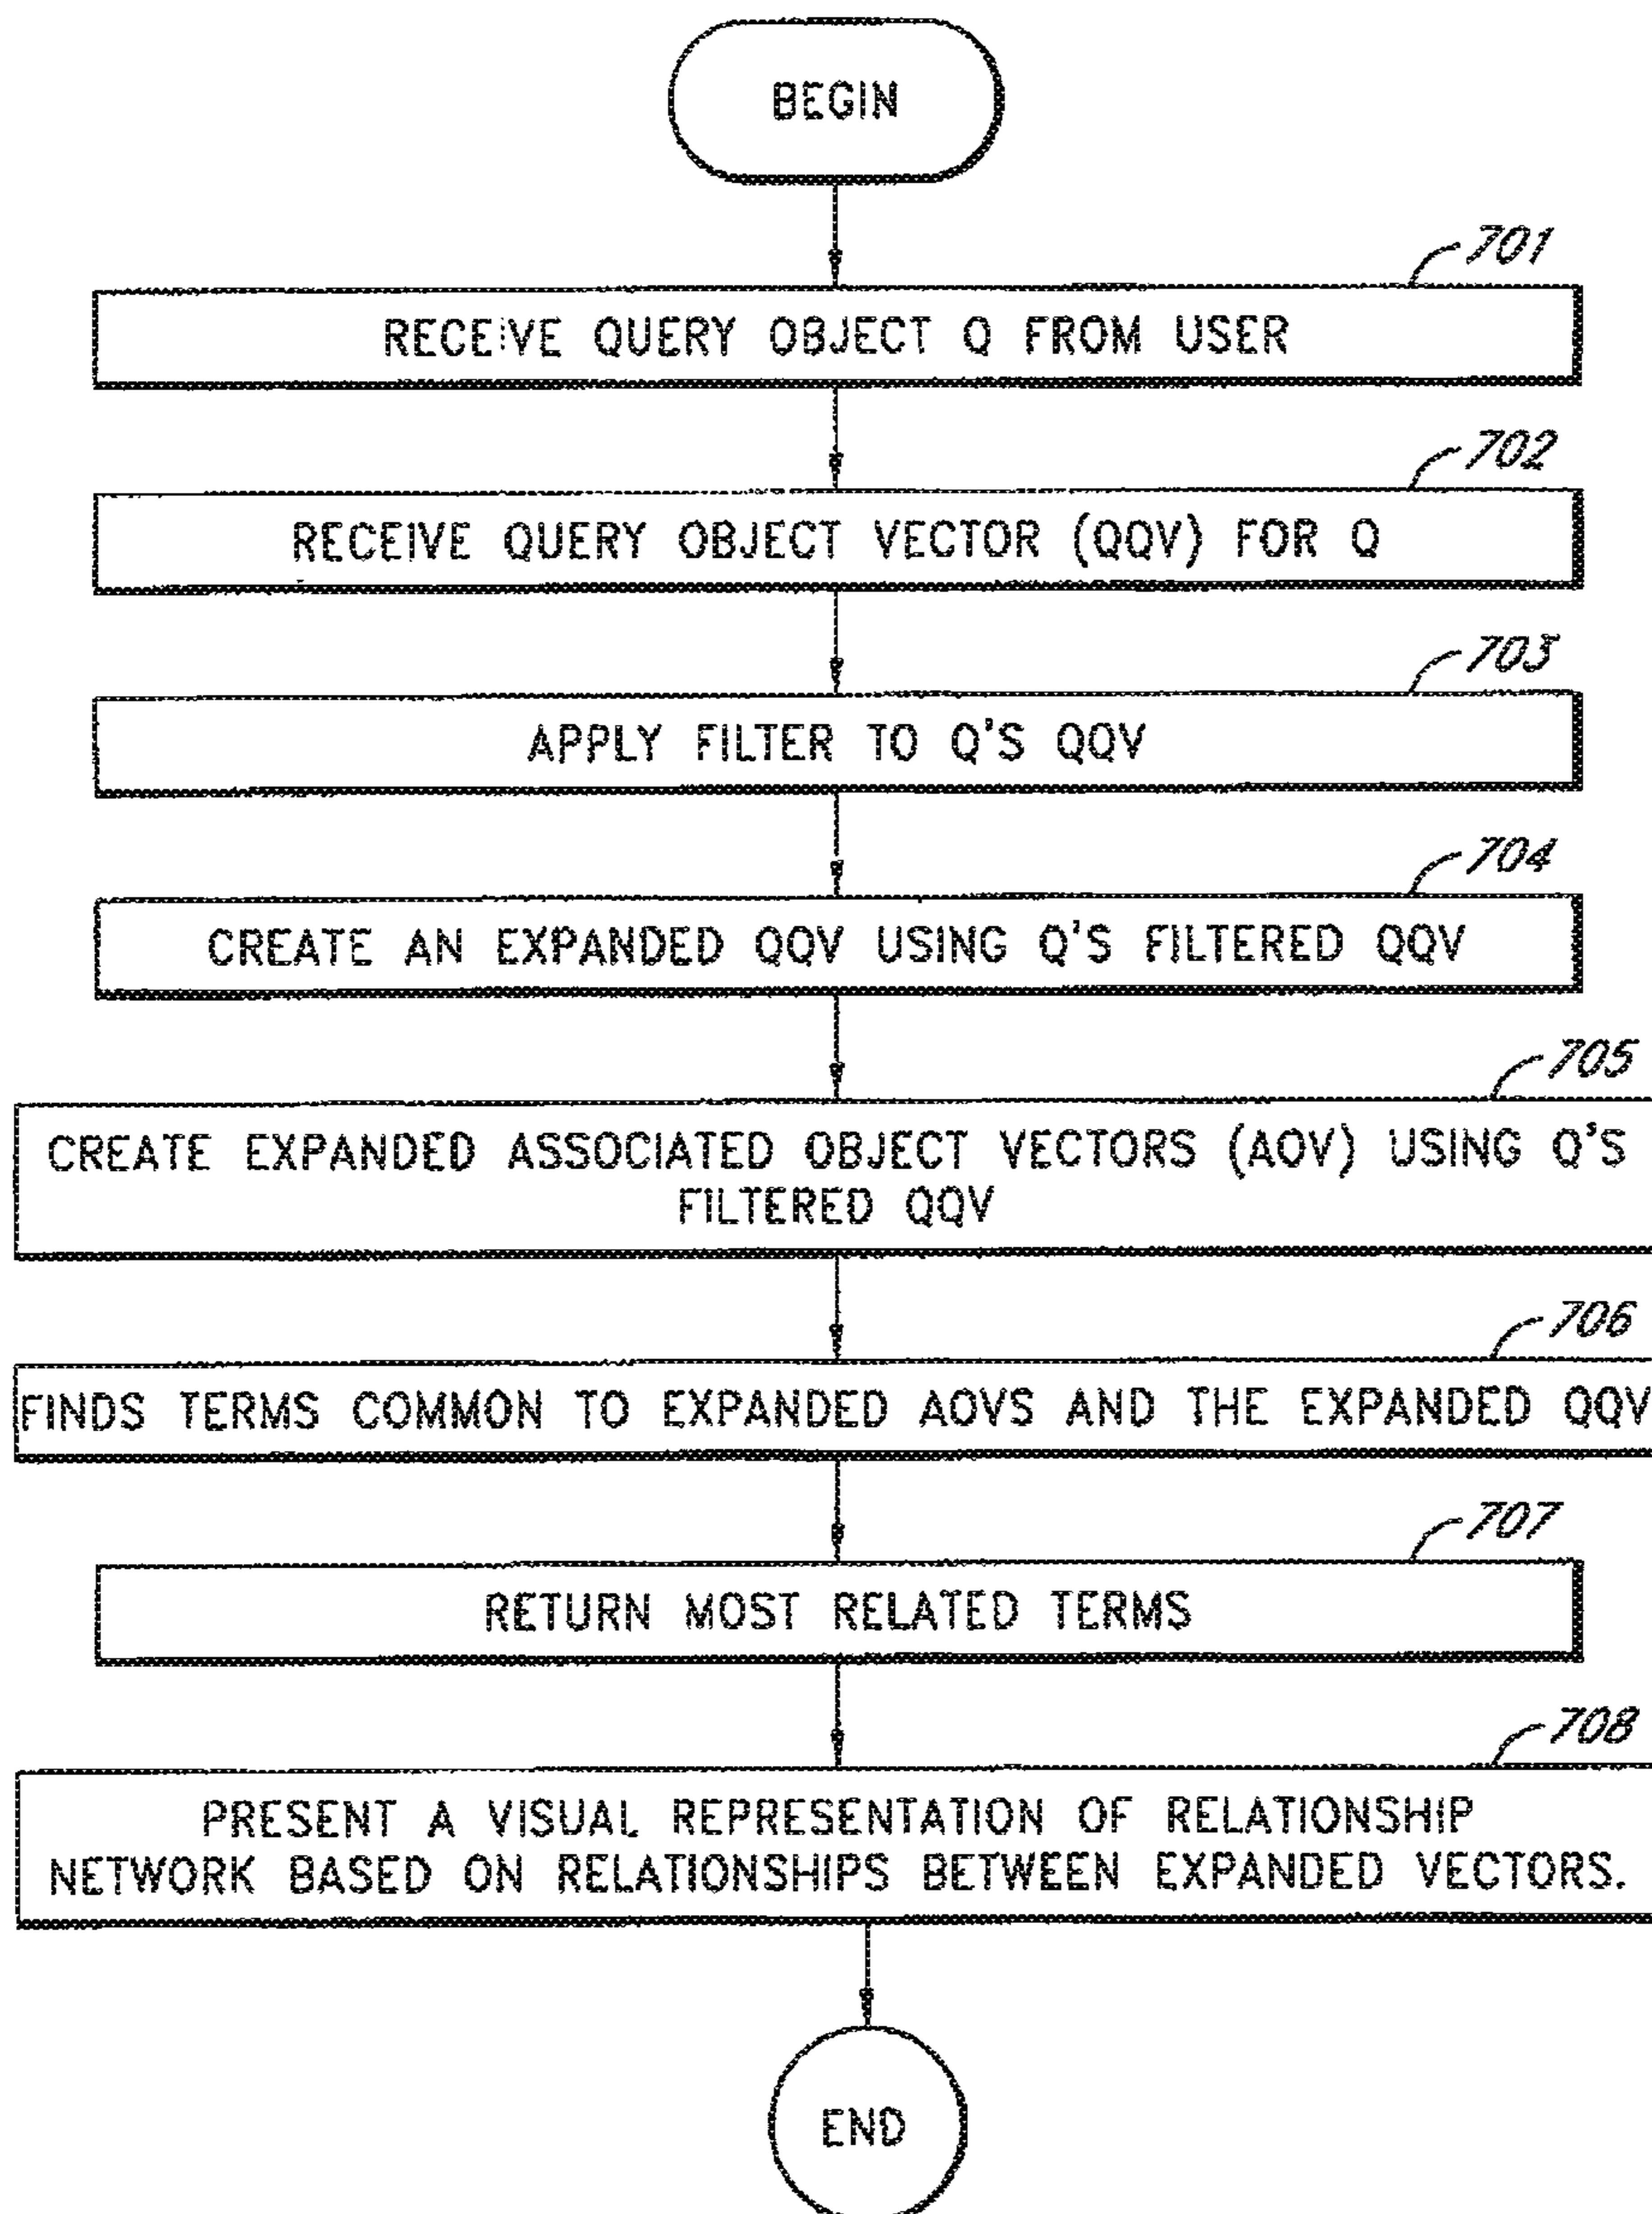 BEGIN
701
RECEIVE QUERY OBJECT Q FROM USER
702
RECEIVE QUERY OBJECT VECTOR (QQV) FOR Q
703
APPLY FILTER TO Q'S QQV
704
CREATE AN EXPANDED QQV USING Q'S FILTERED QQV
705
CREATE EXPANDED ASSOCIATED OBJECT VECTORS (AOV) USING Q'S
FILTERED QQV
706
FINDS TERMS COMMON TO EXPANDED AOVS AND THE EXPANDED QQV
707
RETURN MOST RELATED TERMS
708
PRESENT A VISUAL REPRESENTATION OF RELATIONSHIP
NETWORK BASED ON RELATIONSHIPS BETWEEN EXPANDED VECTORS.
END